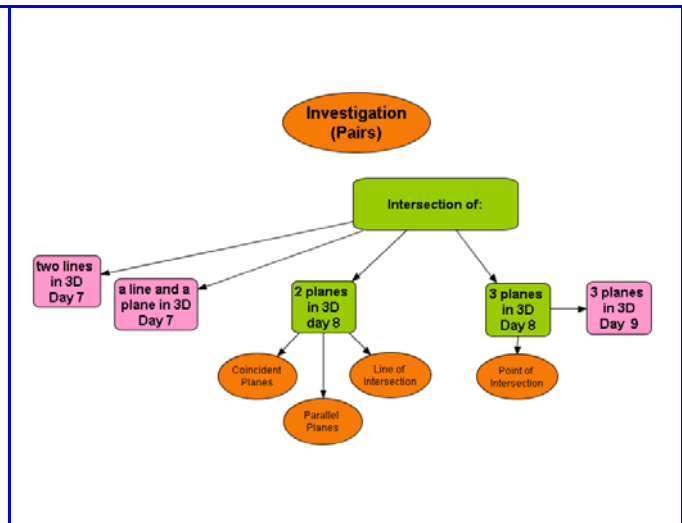 Investigation
(Pairs)
Intersection of:
two lines
in 3D
Day 7
a line and a
plane in 3D
Day 7
2 planes
in 3D
day 8
3 planes
in 3D
Day 8
3 planes
in 3D
Day 9
Coincident
Planes
Line of
Intersection
Point of
Intersection
Parallel
Planes